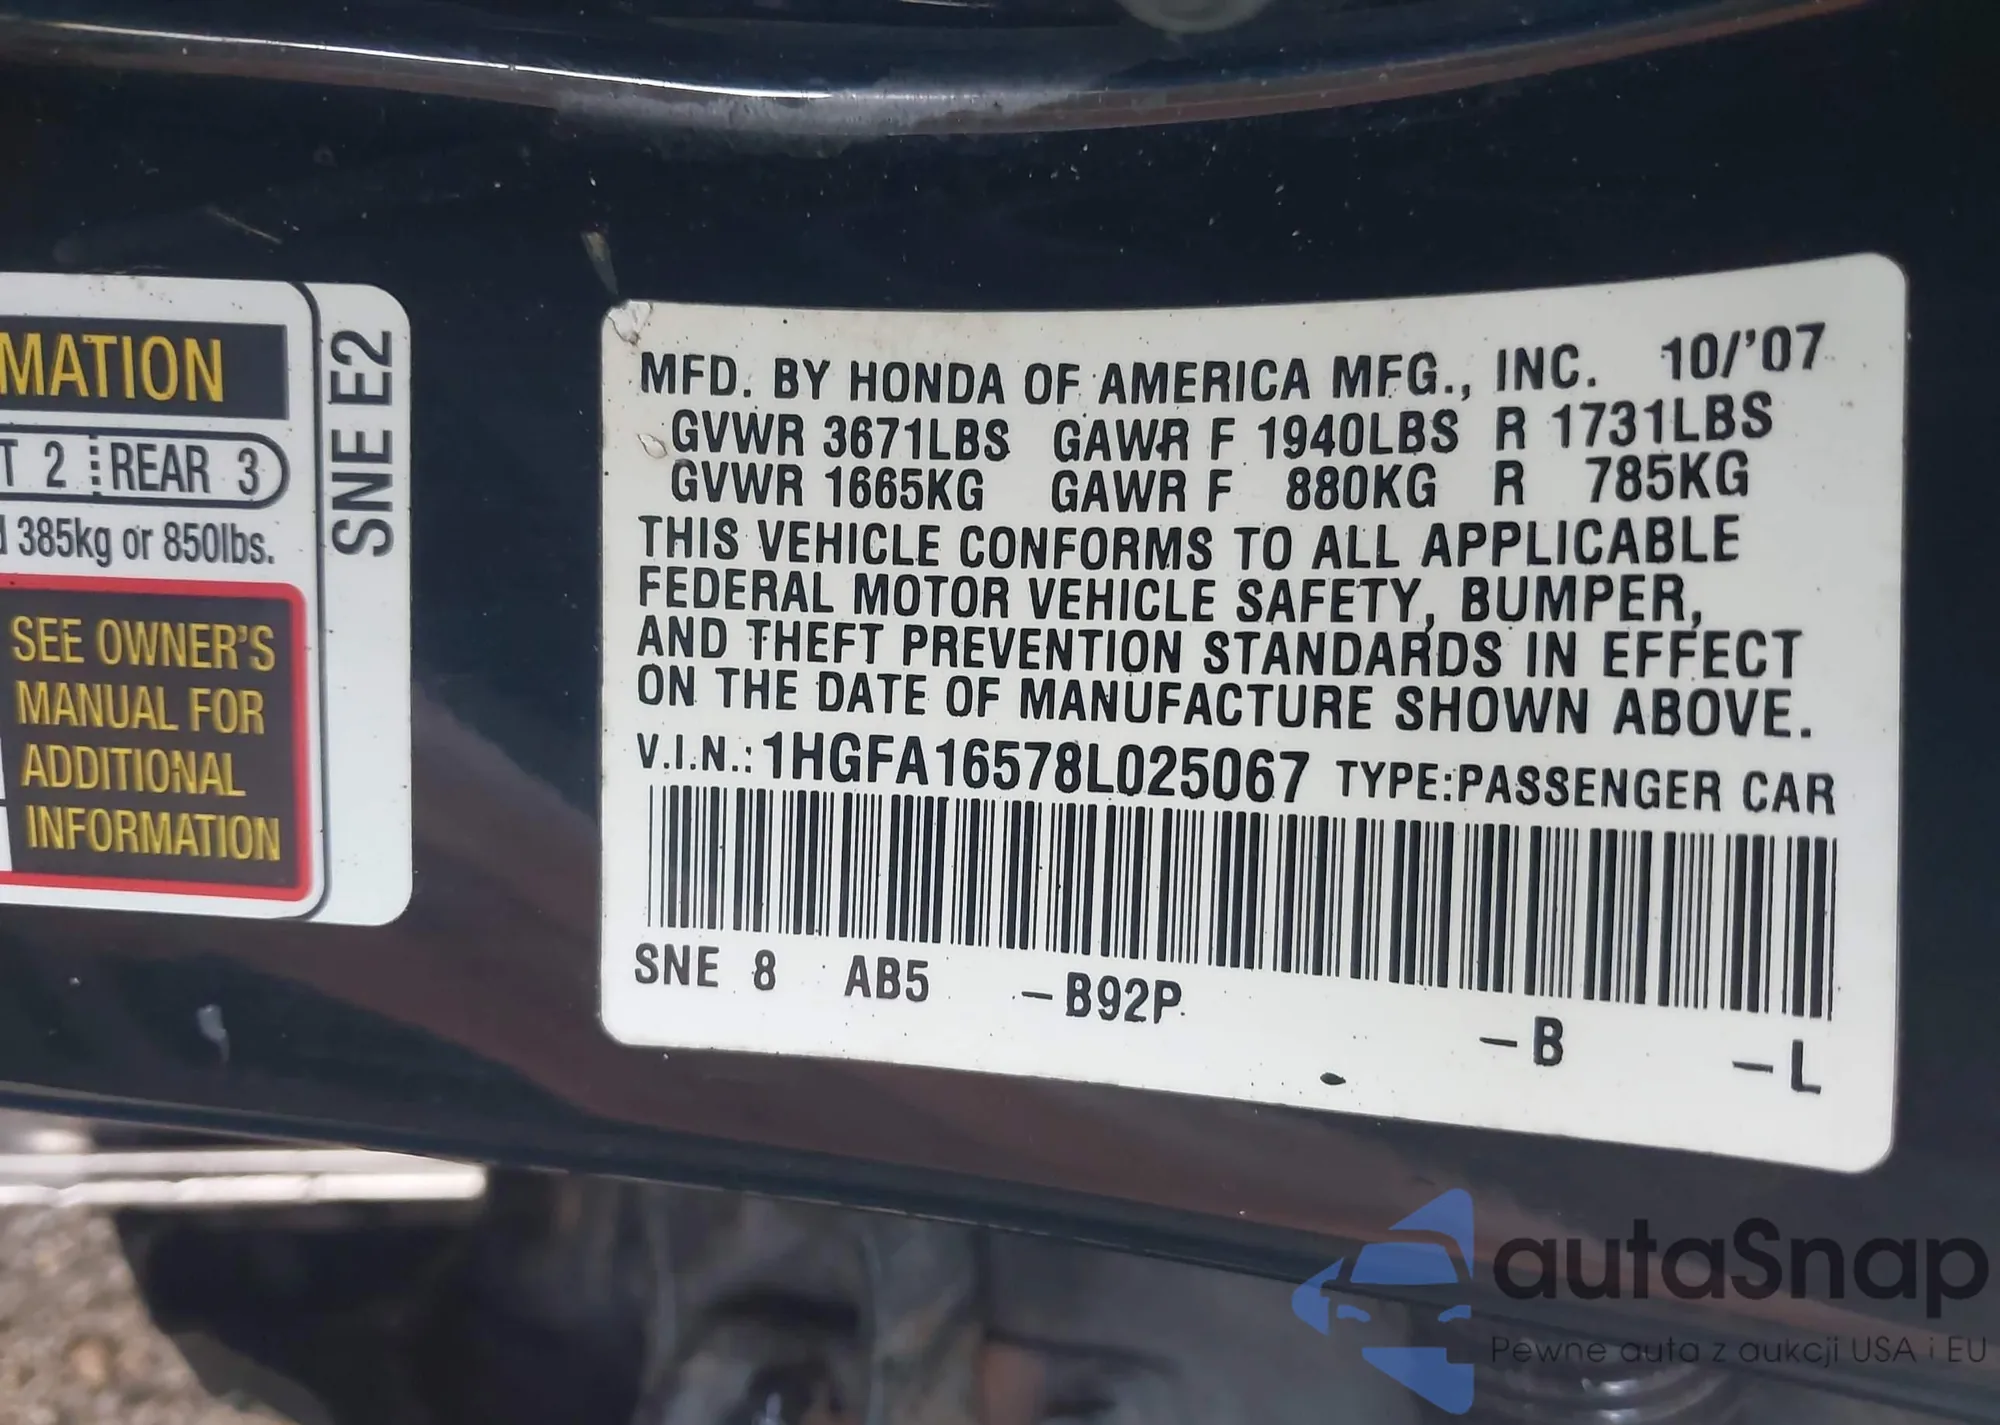 MATION
T 2 REAR 3
385kg or 850lbs.
SEE OWNER'S
MANUAL FOR
ADDITIONAL
INFORMATION
SNE E2
MFD. BY HONDA OF AMERICA MFG., INC. 10/'07
GVWR 3671LBS GAWR F 1940LBS R 1731LBS
GVWR 1665KG GAWR F 880KG R 785KG
THIS VEHICLE CONFORMS TO ALL APPLICABLE
FEDERAL MOTOR VEHICLE SAFETY, BUMPER,
AND THEFT PREVENTION STANDARDS IN EFFECT
ON THE DATE OF MANUFACTURE SHOWN ABOVE.
V.I.N.: 1HGFA16578L025067 TYPE:PASSENGER CAR
SNE 8 AB5 -B92P -B -L
autaSnap
Pewne auta z aukcji USA i EU